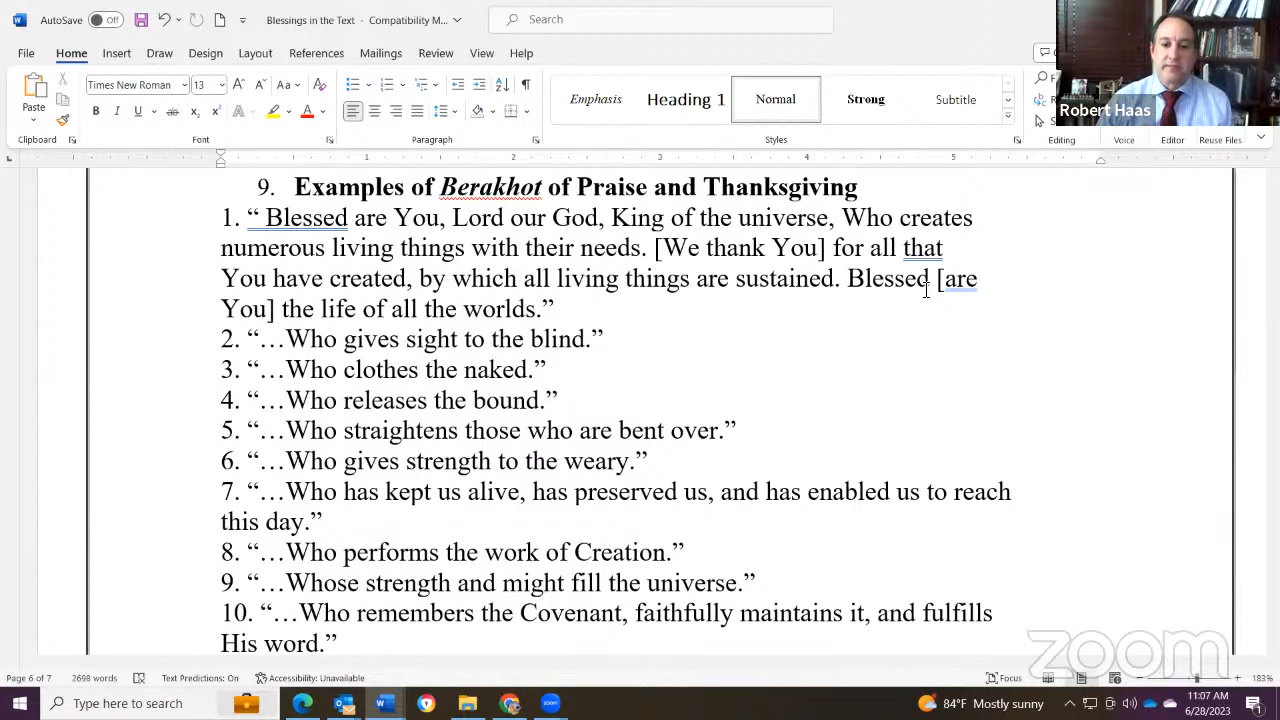 AutoSave Off Blessings in the Text - Compatibility M... Search
File Home Insert Draw Design Layout References Mailings Review View Help
Times New Roman 13 Aa Emphasis Heading 1 Normal Strong Subtitle
Paste
Robert Haas
Clipboard Font Paragraph Styles Editing Voice Editor Reuse Files
1 2 3 4 5 6
9. Examples of Berakhot of Praise and Thanksgiving
1. “ Blessed are You, Lord our God, King of the universe, Who creates
numerous living things with their needs. [We thank You] for all that
You have created, by which all living things are sustained. Blessed [are
You] the life of all the worlds.”
2. “…Who gives sight to the blind.”
3. “…Who clothes the naked.”
4. “…Who releases the bound.”
5. “…Who straightens those who are bent over.”
6. “…Who gives strength to the weary.”
7. “…Who has kept us alive, has preserved us, and has enabled us to reach
this day.”
8. “…Who performs the work of Creation.”
9. “…Whose strength and might fill the universe.”
10. “…Who remembers the Covenant, faithfully maintains it, and fulfills
His word.”
zoom
Page 6 of 7 2698 words Text Predictions: On Accessibility: Unavailable Focus 183%
Type here to search zoom 84°F Mostly sunny 11:07 AM
6/28/2023